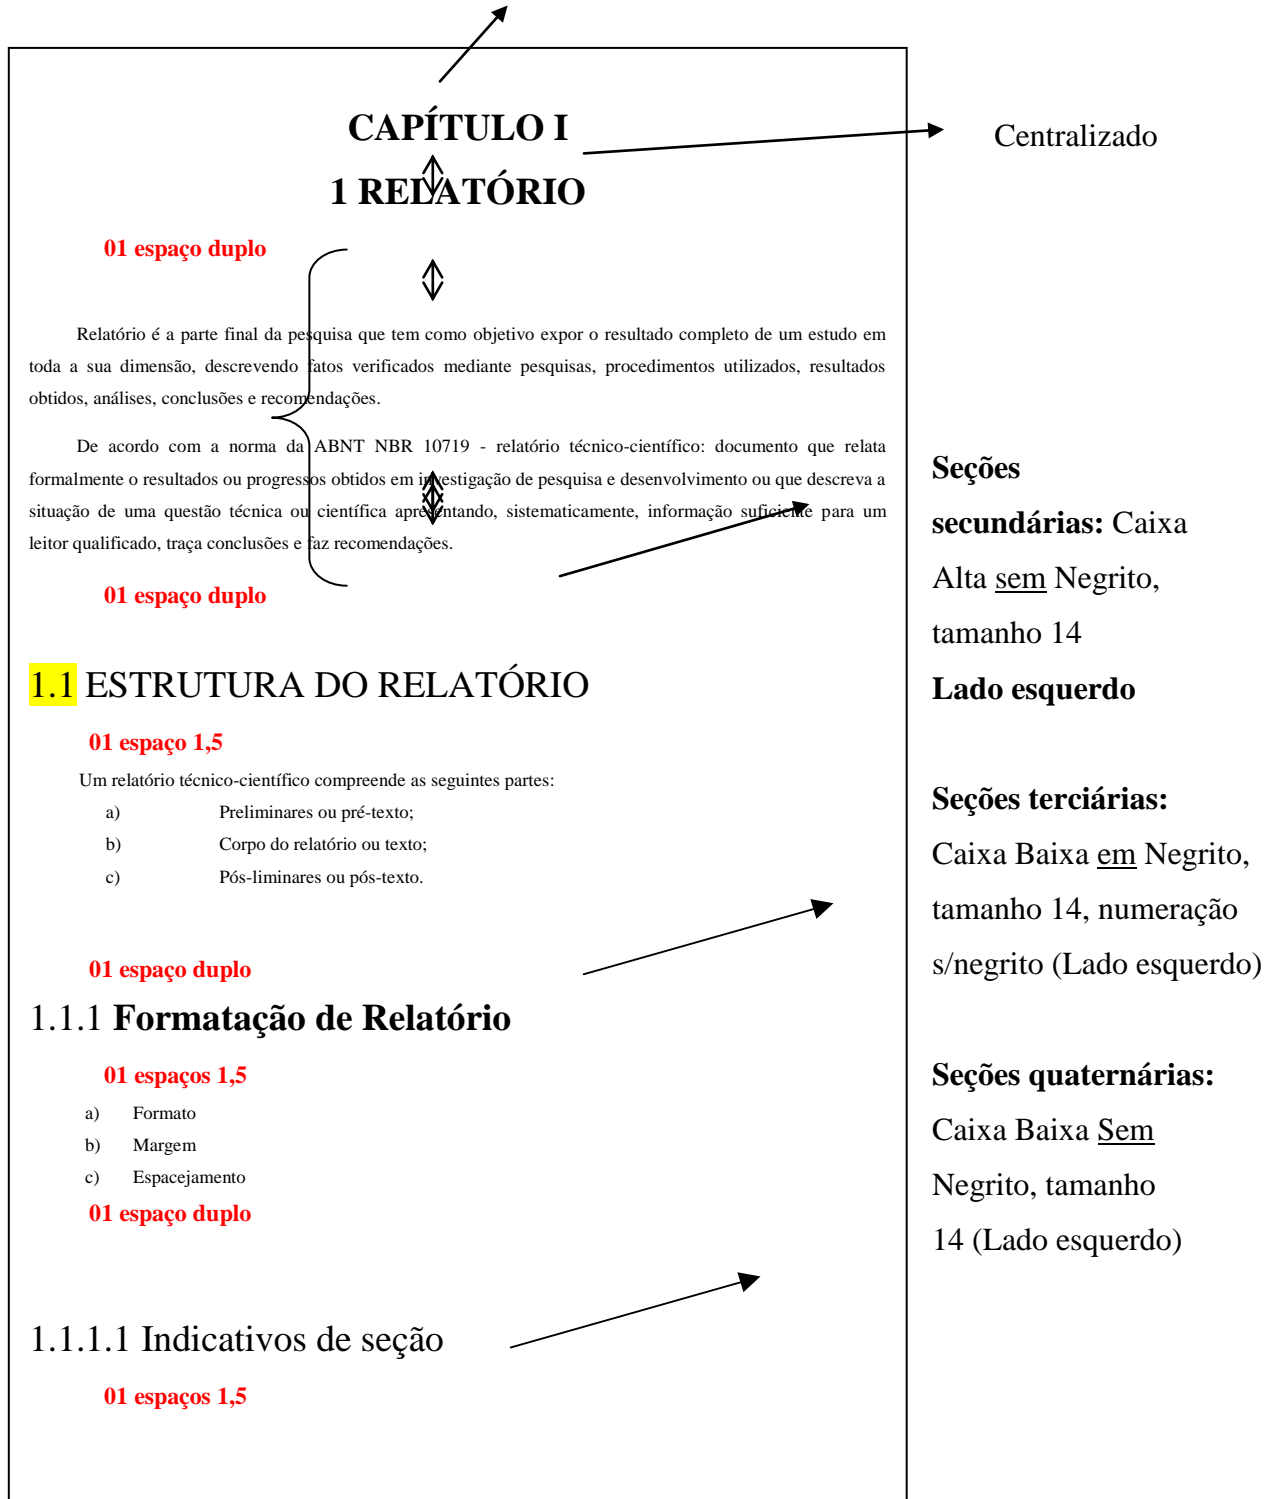 CAPÍTULO I
Centralizado
1 RELATÓRIO
01 espaço duplo
Relatório é a parte final da pesquisa que tem como objetivo expor o resultado completo de um estudo em
toda a sua dimensão, descrevendo fatos verificados mediante pesquisas, procedimentos utilizados, resultados
obtidos, análises, conclusões e recomendações.
De acordo com a norma da ABNT NBR 10719 - relatório técnico-científico: documento que relata
formalmente o resultados ou progressos obtidos em investigação de pesquisa e desenvolvimento ou que descreva a
situação de uma questão técnica ou científica apresentando, sistematicamente, informação suficiente para um
leitor qualificado, traça conclusões e faz recomendações.
01 espaço duplo
1.1 ESTRUTURA DO RELATÓRIO
01 espaço 1,5
Um relatório técnico-científico compreende as seguintes partes:
a) Preliminares ou pré-texto;
b) Corpo do relatório ou texto;
c) Pós-liminares ou pós-texto.
01 espaço duplo
1.1.1 Formatação de Relatório
01 espaços 1,5
a) Formato
b) Margem
c) Espacejamento
01 espaço duplo
1.1.1.1 Indicativos de seção
01 espaços 1,5
Seções
secundárias: Caixa
Alta sem Negrito,
tamanho 14
Lado esquerdo
Seções terciárias:
Caixa Baixa em Negrito,
tamanho 14, numeração
s/negrito (Lado esquerdo)
Seções quaternárias:
Caixa Baixa Sem
Negrito, tamanho
14 (Lado esquerdo)